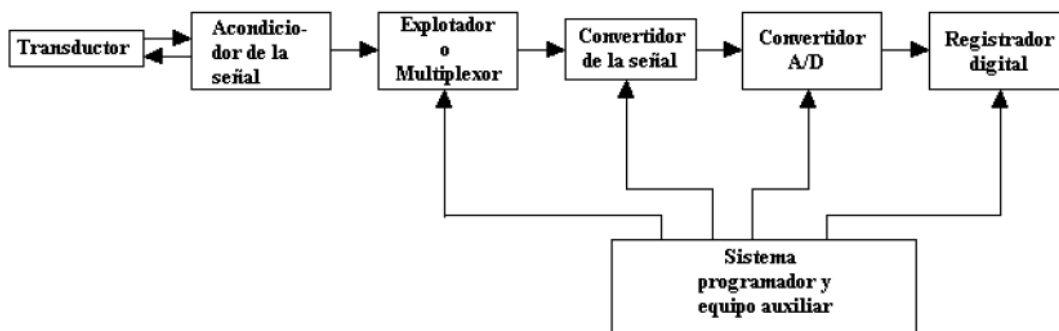 Transductor
Acondicio-
dor de la
señal
Explotador
o
Multiplexor
Convertidor
de la señal
Convertidor
A/D
Registrador
digital
Sistema
programador y
equipo auxiliar